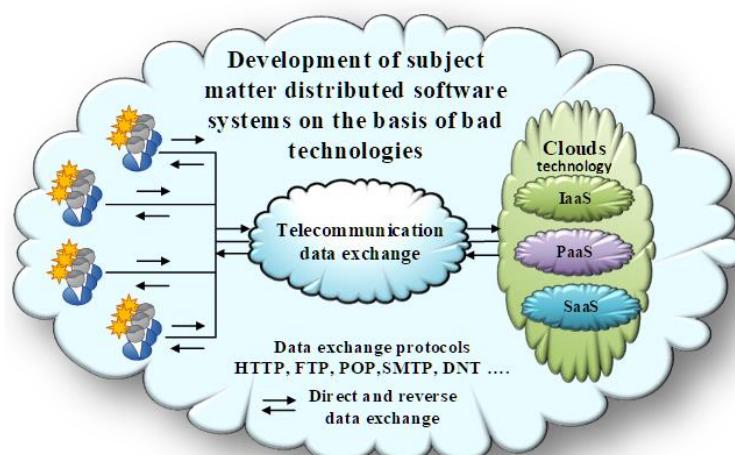 Development of subject
matter distributed software
systems on the basis of bad
technologies
Clouds
technology
IaaS
PaaS
SaaS
Telecommunication
data exchange
Data exchange protocols
HTTP, FTP, POP,SMTP, DNT ....
Direct and reverse
data exchange